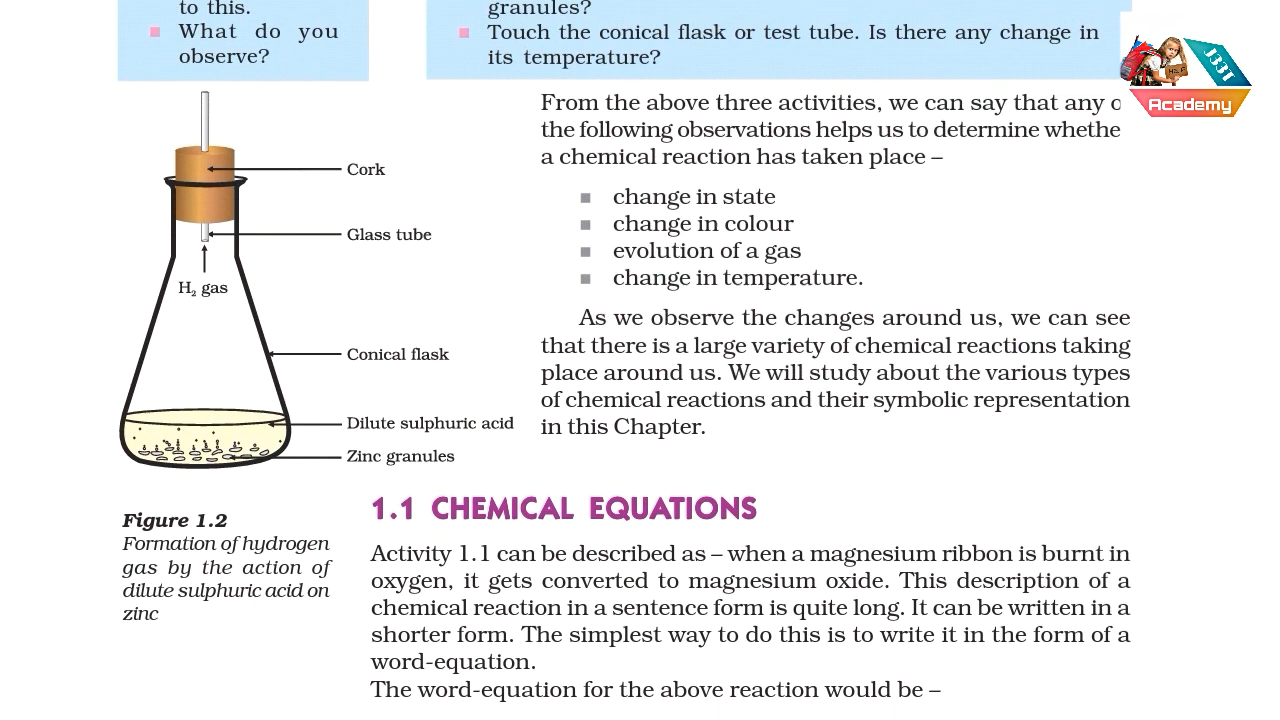 to this.
What do you
observe?
granules?
Touch the conical flask or test tube. Is there any change in
its temperature?
1331
Academy
Cork
Glass tube
H₂ gas
Conical flask
Dilute sulphuric acid
Zinc granules
Figure 1.2
Formation of hydrogen
gas by the action of
dilute sulphuric acid on
zinc
From the above three activities, we can say that any o
the following observations helps us to determine whethe
a chemical reaction has taken place –
change in state
change in colour
evolution of a gas
change in temperature.
As we observe the changes around us, we can see
that there is a large variety of chemical reactions taking
place around us. We will study about the various types
of chemical reactions and their symbolic representation
in this Chapter.
1.1 CHEMICAL EQUATIONS
Activity 1.1 can be described as – when a magnesium ribbon is burnt in
oxygen, it gets converted to magnesium oxide. This description of a
chemical reaction in a sentence form is quite long. It can be written in a
shorter form. The simplest way to do this is to write it in the form of a
word-equation.
The word-equation for the above reaction would be –